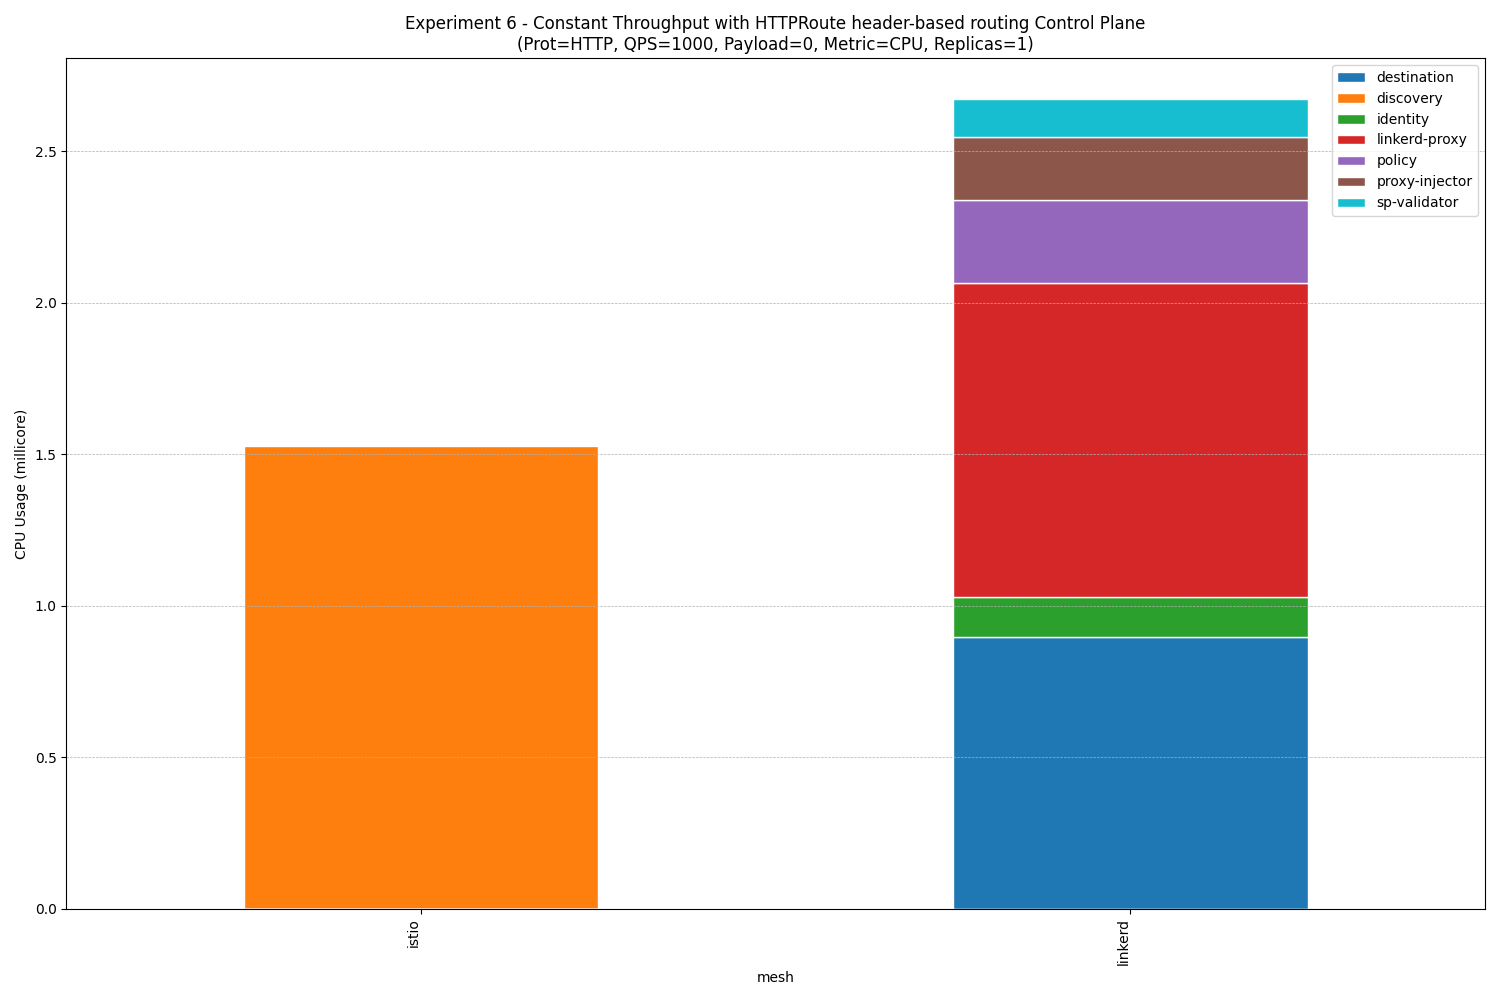 Experiment 6 - Constant Throughput with HTTPRoute header-based routing Control Plane
(Prot=HTTP, QPS=1000, Payload=0, Metric=CPU, Replicas=1)
destination
discovery
identity
linkerd-proxy
policy
proxy-injector
sp-validator
CPU Usage (millicore)
2.5
2.0
1.5
1.0
0.5
0.0
istio
linkerd
mesh